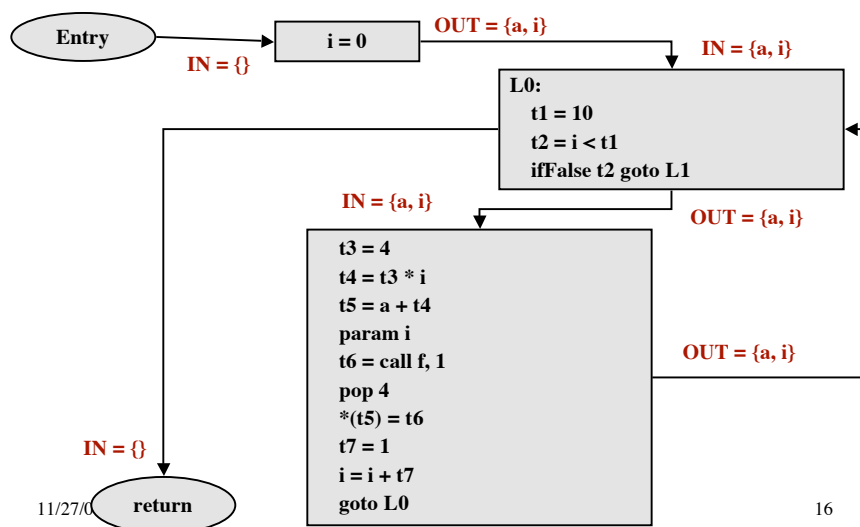 Entry
i = 0
OUT = {a, i}
IN = {}
IN = {a, i}
L0:
t1 = 10
t2 = i < t1
ifFalse t2 goto L1
IN = {a, i}
OUT = {a, i}
t3 = 4
t4 = t3 * i
t5 = a + t4
param i
t6 = call f, 1
pop 4
*(t5) = t6
t7 = 1
i = i + t7
goto L0
OUT = {a, i}
IN = {}
return
11/27/0
16